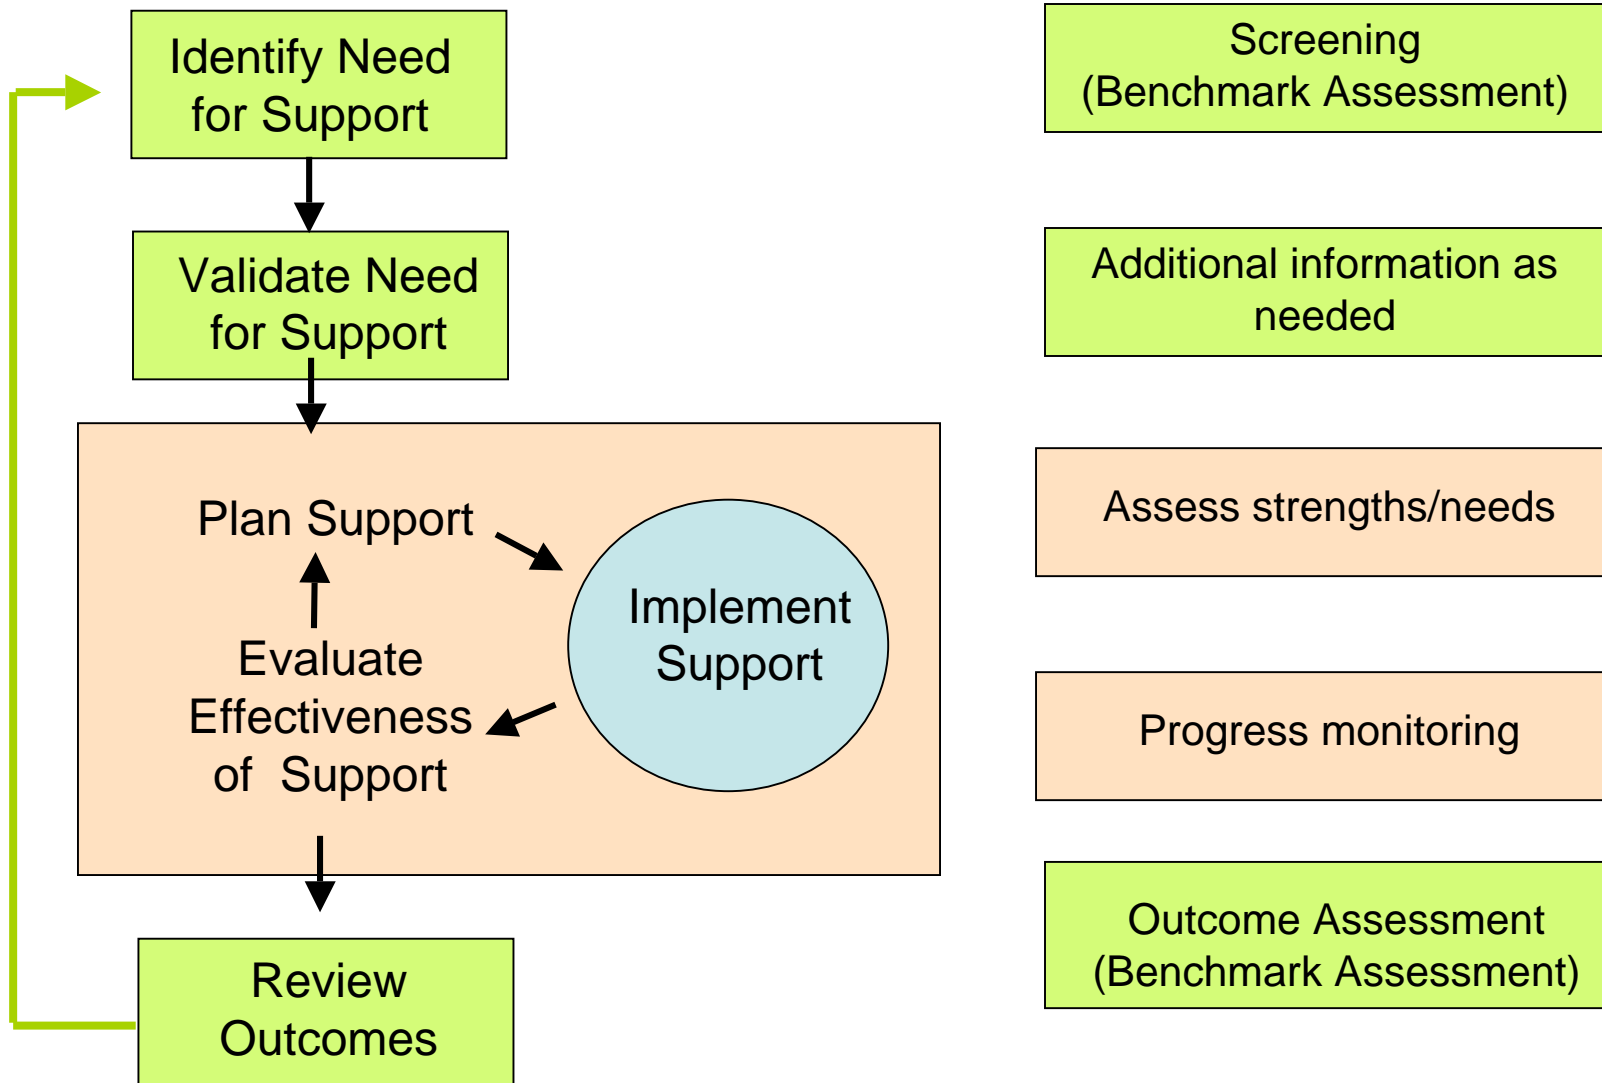 Identify Need
for Support
Screening
(Benchmark Assessment)
Validate Need
for Support
Additional information as
needed
Plan Support
Implement
Support
Evaluate
Effectiveness
of Support
Assess strengths/needs
Progress monitoring
Review
Outcomes
Outcome Assessment
(Benchmark Assessment)